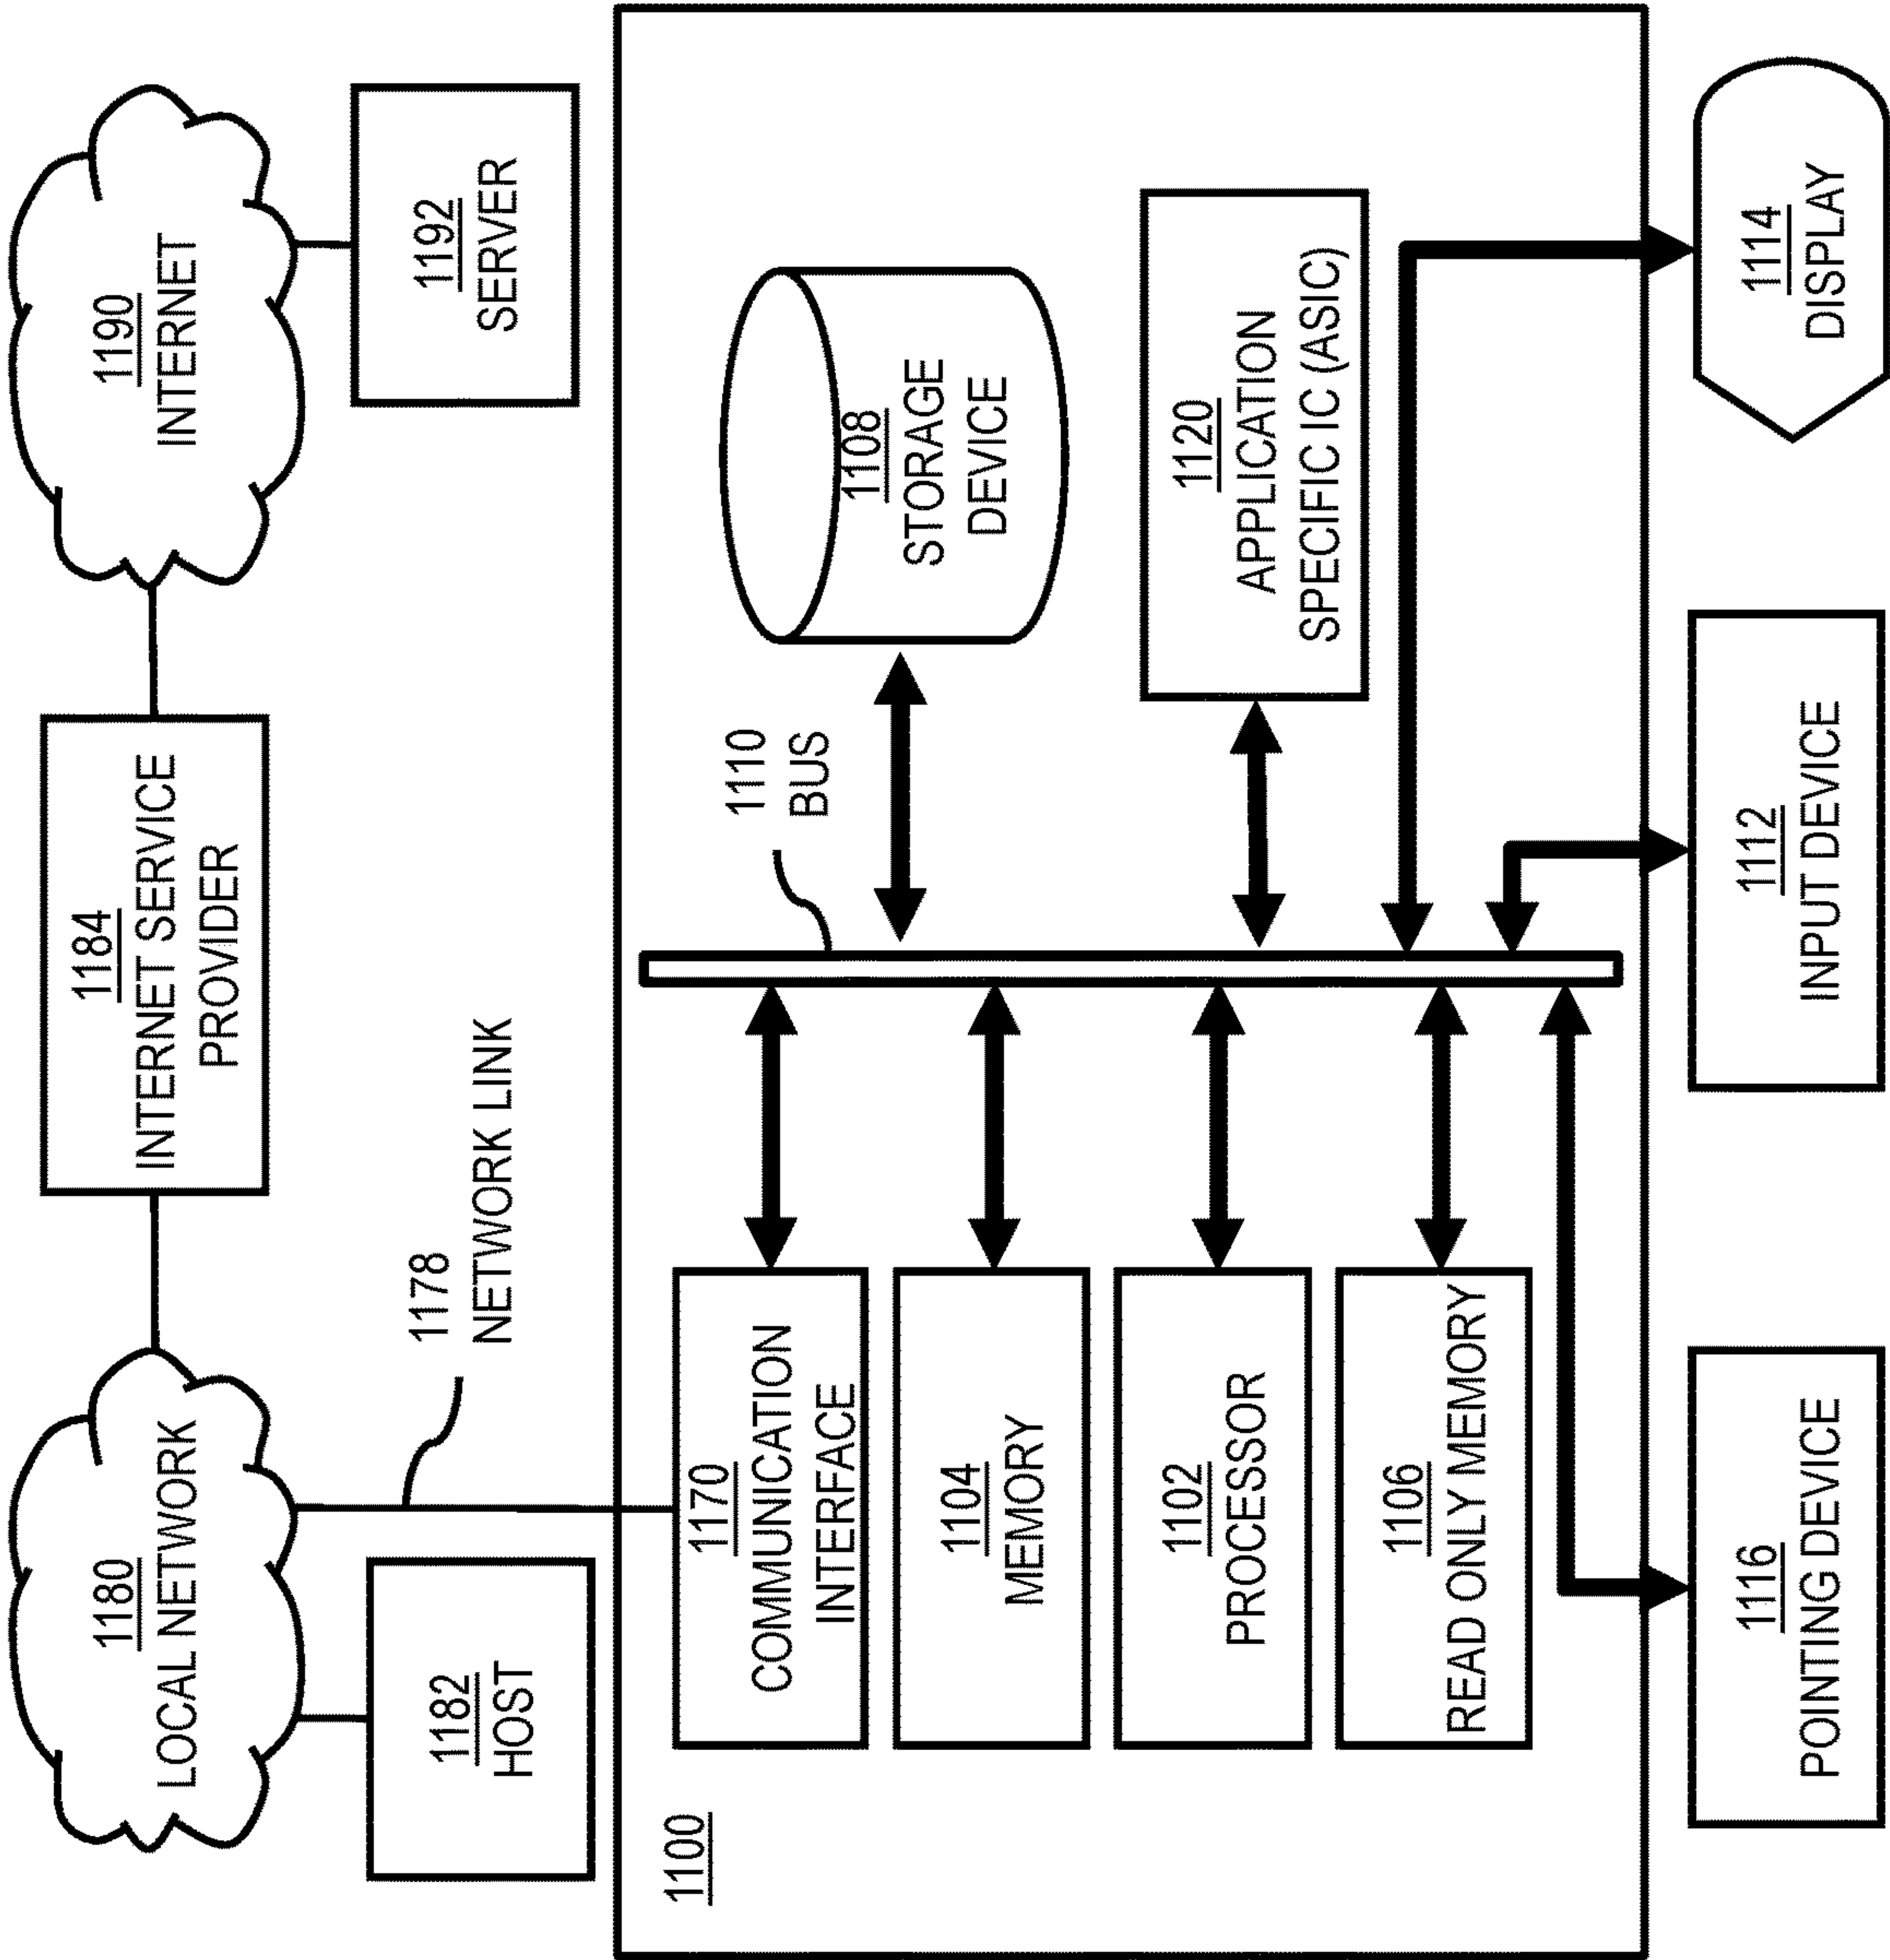 1180
LOCAL NETWORK
1184
INTERNET SERVICE
PROVIDER
1190
INTERNET
1182
HOST
1178
NETWORK LINK
1192
SERVER
1100
1170
COMMUNICATION
INTERFACE
1110
BUS
1108
STORAGE
DEVICE
1104
MEMORY
1102
PROCESSOR
1120
APPLICATION
SPECIFIC IC (ASIC)
1106
READ ONLY MEMORY
1116
POINTING DEVICE
1112
INPUT DEVICE
1114
DISPLAY